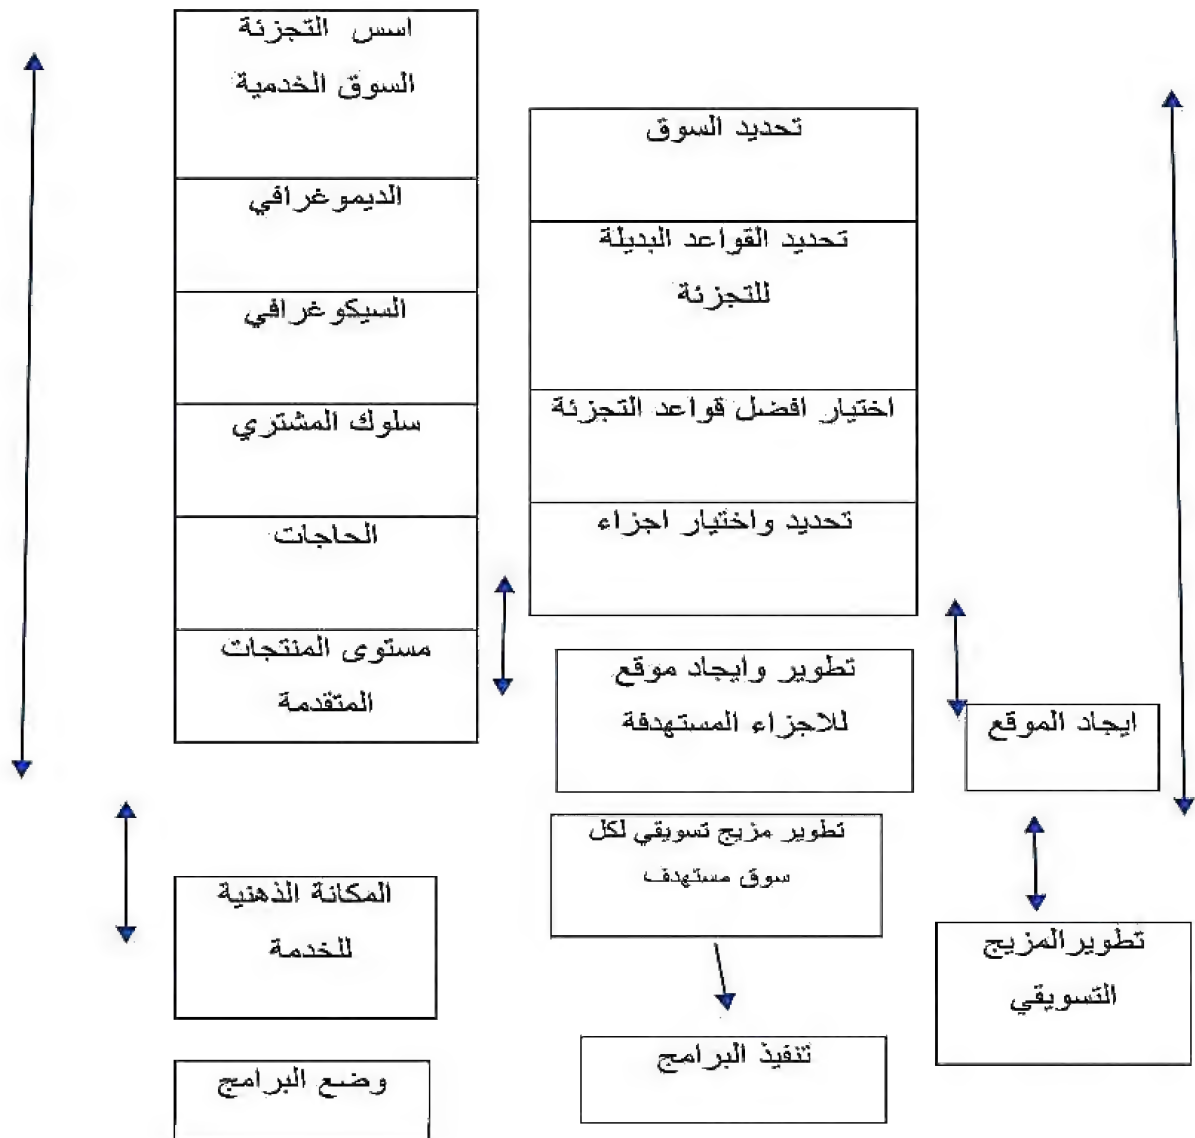 اسس التجزئة
السوق الخدمية
الديموغرافي
السيكوغرافي
سلوك المشتري
الحاجات
مستوى المنتجات
المتقدمة
المكانة الذهنية
للخدمة
وضع البرامج
تحديد السوق
تحديد القواعد البديلة
للتجزئة
اختيار افضل قواعد التجزئة
تحديد واختيار اجزاء
تطوير وايجاد موقع
للاجزاء المستهدفة
تطوير مزيج تسويقي لكل
سوق مستهدف
تنفيذ البرامج
ايجاد الموقع
تطوير المزيج
التسويقي